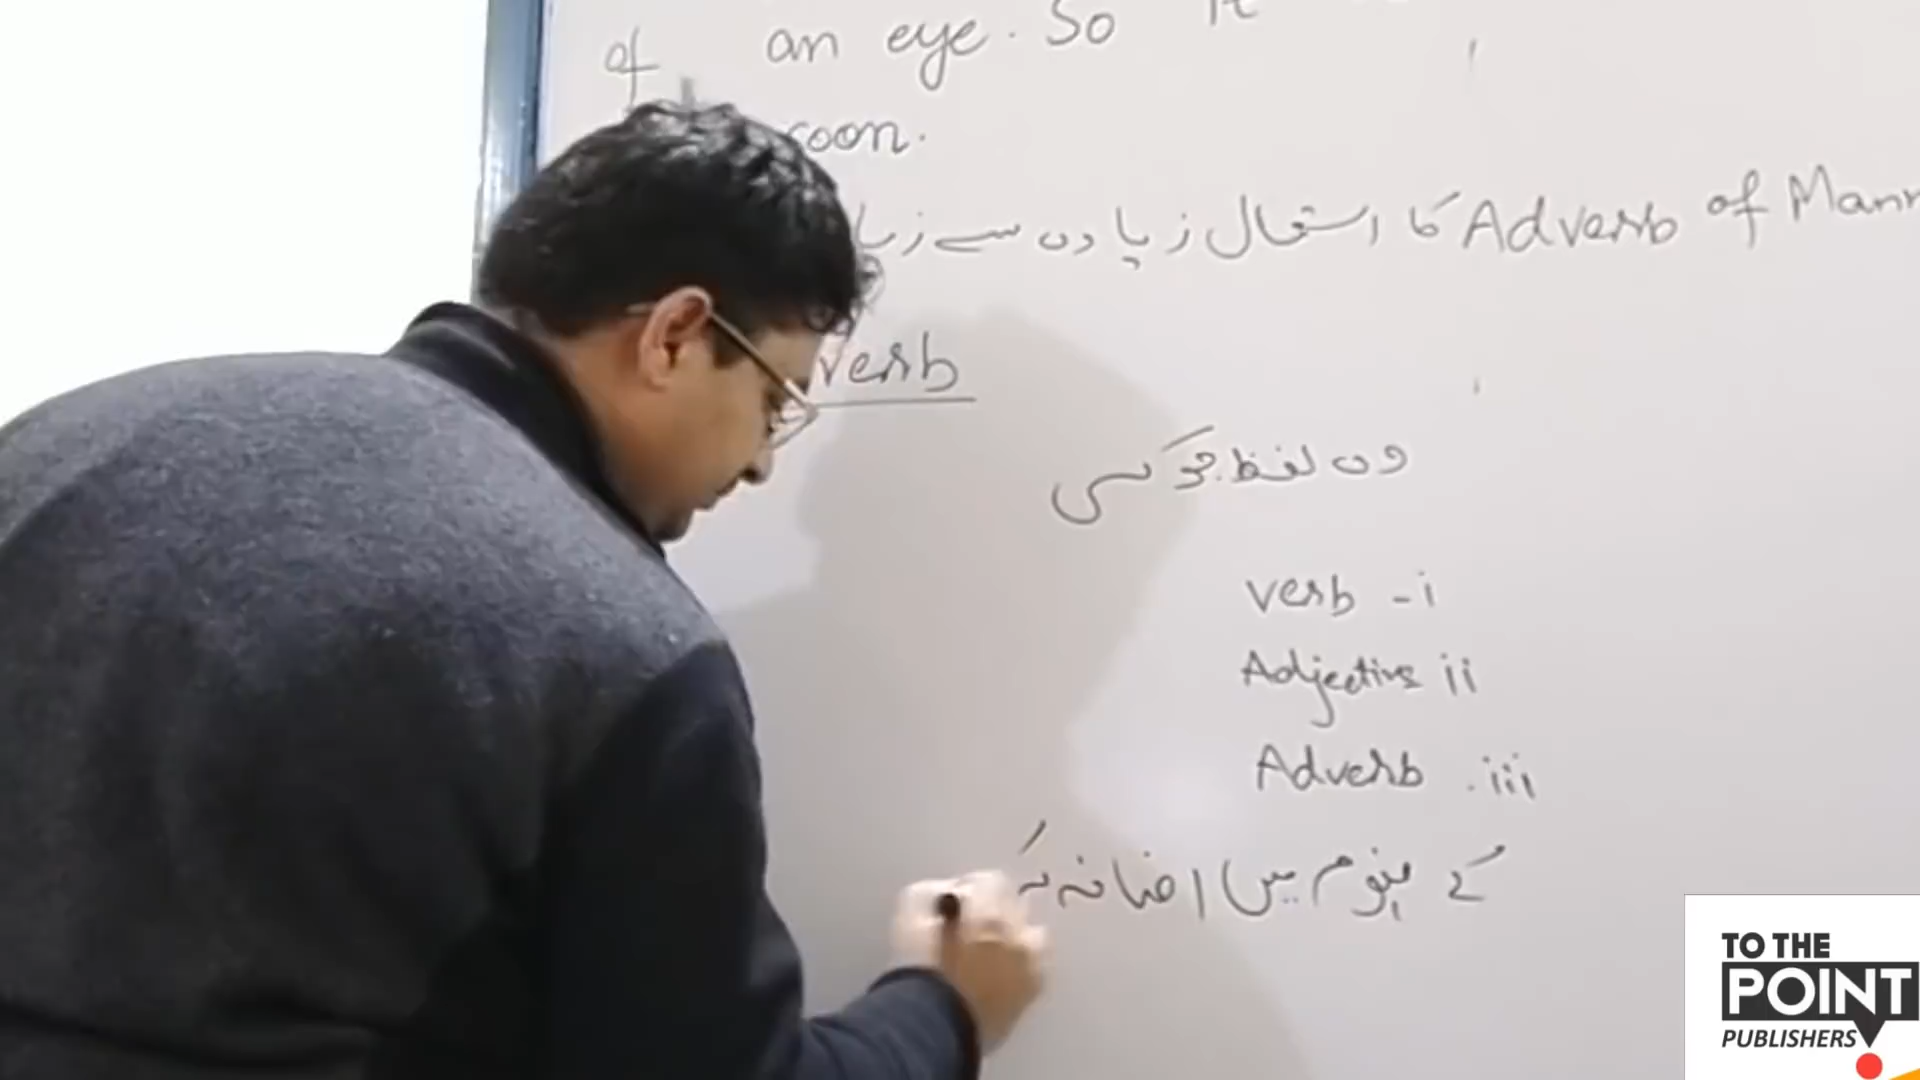 of an eye. So it
soon.
Adverb of Mann کا استعمال زیادہ سے زیا
verb
وہ لفظ جو کسی
verb - i
Adjective ii
Adverb . iii
کے مفہوم میں اضافہ کر
TO THE
POINT
PUBLISHERS